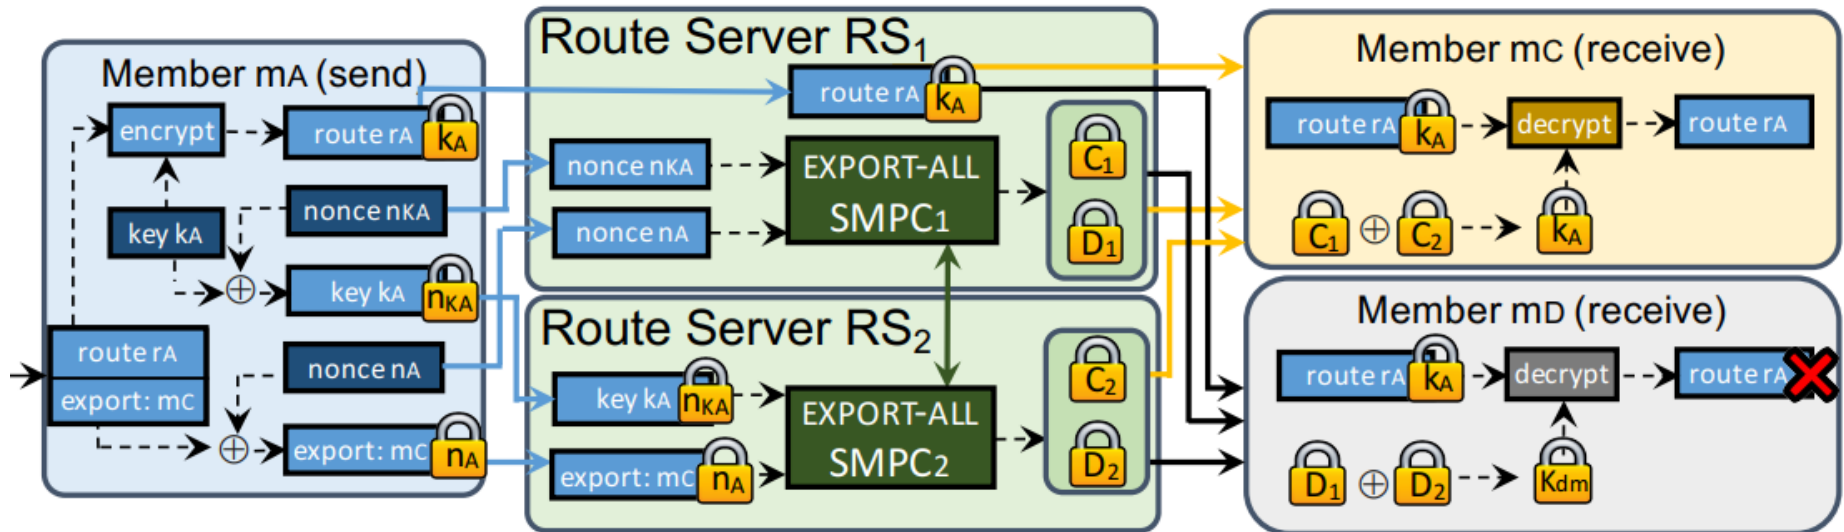 Member mA (send)
encrypt
route rA
kA
nonce nKA
key kA
key kA
nKA
route rA
export: mC
nonce nA
export: mC
nA
Route Server RS1
route rA
kA
nonce nKA
nonce nA
EXPORT-ALL
SMPC1
C1
D1
Route Server RS2
key kA
nKA
export: mC
nA
EXPORT-ALL
SMPC2
C2
D2
Member mC (receive)
route rA
kA
decrypt
route rA
C1 ⊕ C2
kA
Member mD (receive)
route rA
kA
decrypt
route rA
D1 ⊕ D2
Kdm